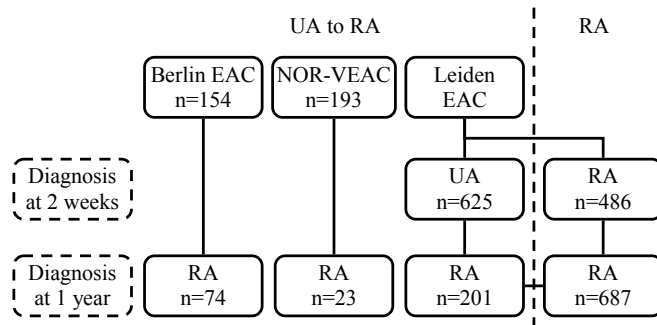 UA to RA
RA
Berlin EAC
n=154
NOR-VEAC
n=193
Leiden
EAC
Diagnosis
at 2 weeks
UA
n=625
RA
n=486
Diagnosis
at 1 year
RA
n=74
RA
n=23
RA
n=201
RA
n=687